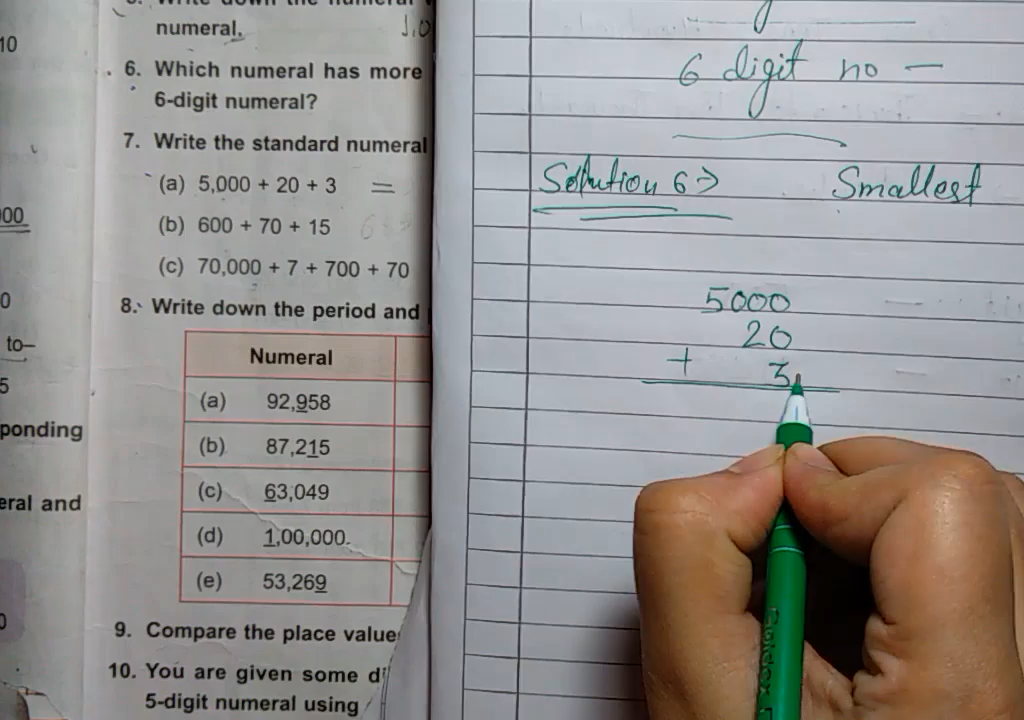 10
00
0
to–
5
ponding
eral and
0
numeral.
6. Which numeral has more
6-digit numeral?
7. Write the standard numeral
(a) 5,000 + 20 + 3 =
(b) 600 + 70 + 15
(c) 70,000 + 7 + 700 + 70
8. Write down the period and
Numeral
(a) 92,958
(b) 87,215
(c) 63,049
(d) 1,00,000
(e) 53,269
9. Compare the place value
10. You are given some d
5-digit numeral using
6 digit no –
Solution 6> Smallest
5000
20
+ 3